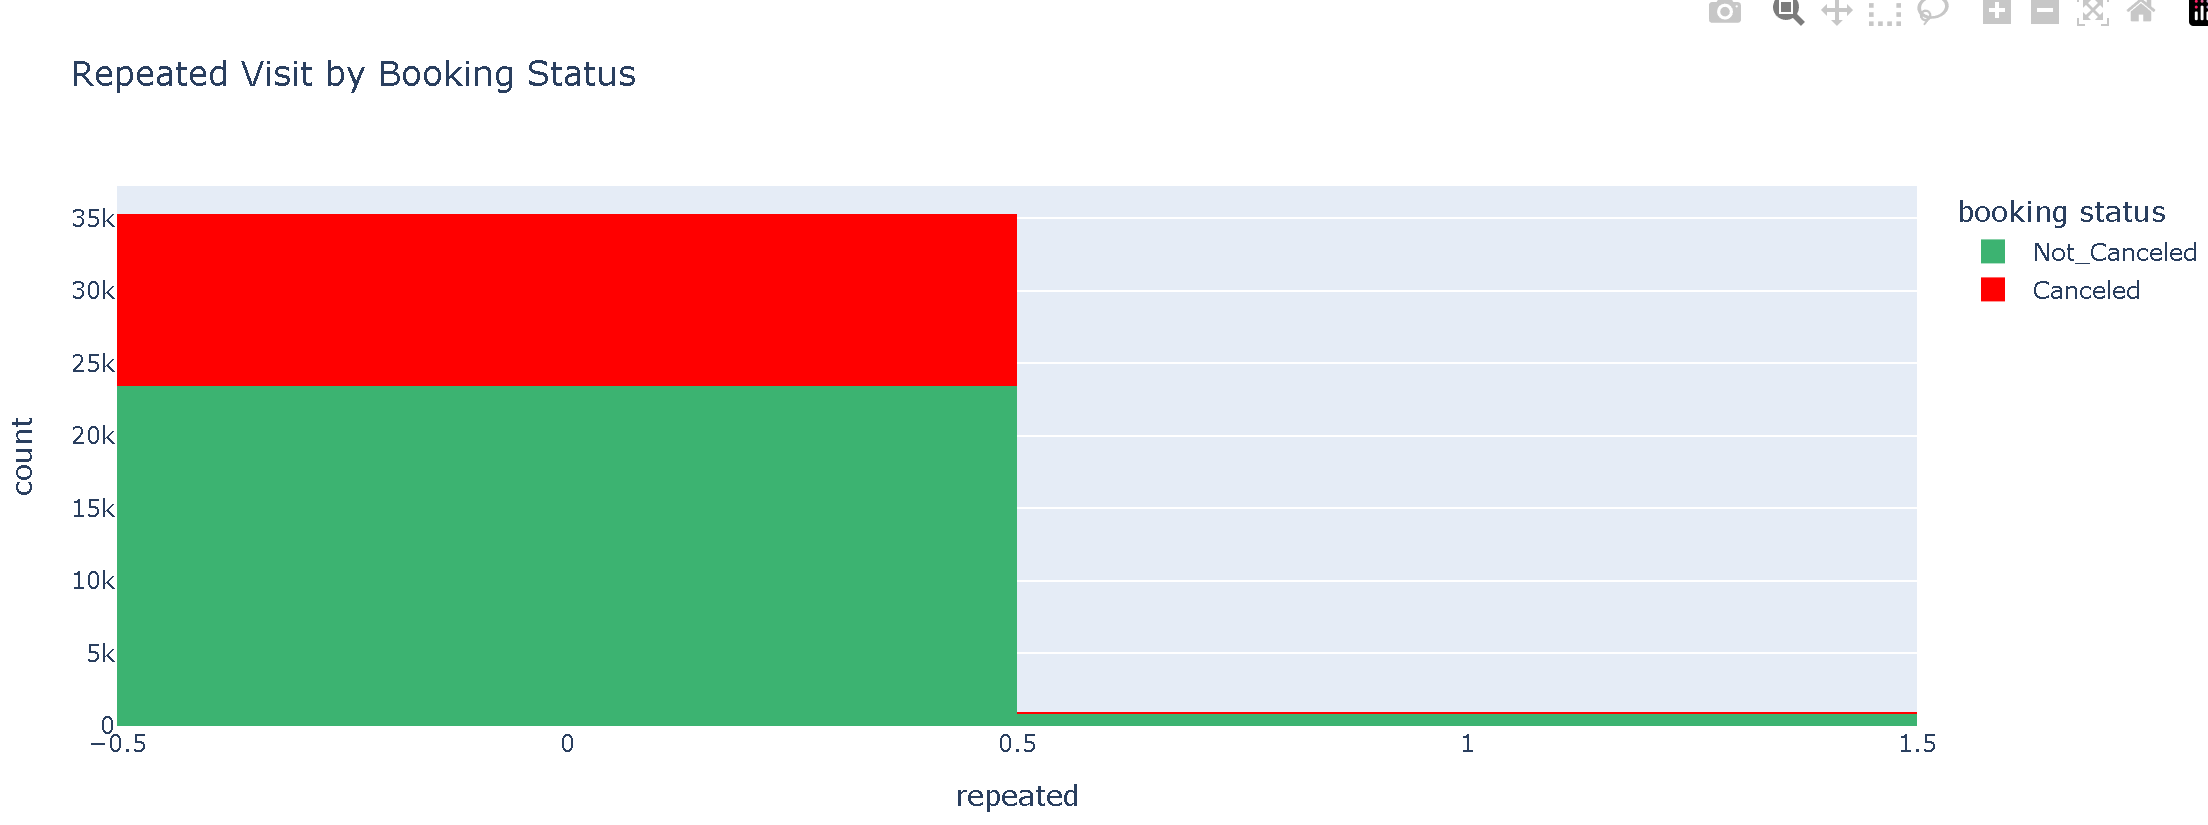 Repeated Visit by Booking Status
booking status
Not_Canceled
Canceled
35k
30k
25k
20k
15k
10k
5k
0
count
−0.5
0
0.5
1
1.5
repeated